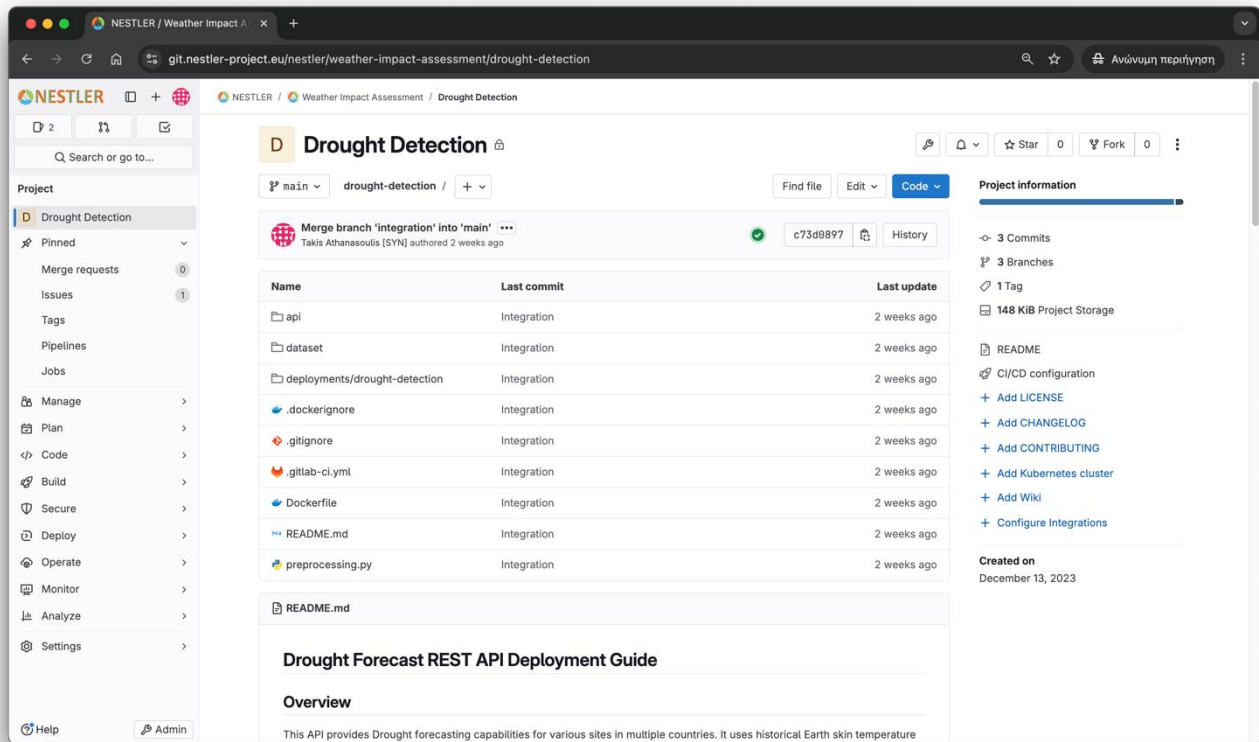 NESTLER / Weather Impact A
git.nestler-project.eu/nestler/weather-impact-assessment/drought-detection
Ανώνυμη περιήγηση
NESTLER
2
Search or go to...
Project
D Drought Detection
Pinned
Merge requests 0
Issues 1
Tags
Pipelines
Jobs
Manage
Plan
Code
Build
Secure
Deploy
Operate
Monitor
Analyze
Settings
Help
Admin
NESTLER / Weather Impact Assessment / Drought Detection
D Drought Detection
Star 0
Fork 0
main
drought-detection /
Find file
Edit
Code
Merge branch 'integration' into 'main'
Takis Athanasoulis [SYN] authored 2 weeks ago
c73d0897
History
Name Last commit Last update
api Integration 2 weeks ago
dataset Integration 2 weeks ago
deployments/drought-detection Integration 2 weeks ago
.dockerignore Integration 2 weeks ago
.gitignore Integration 2 weeks ago
.gitlab-ci.yml Integration 2 weeks ago
Dockerfile Integration 2 weeks ago
README.md Integration 2 weeks ago
preprocessing.py Integration 2 weeks ago
README.md
Drought Forecast REST API Deployment Guide
Overview
This API provides Drought forecasting capabilities for various sites in multiple countries. It uses historical Earth skin temperature
Project information
3 Commits
3 Branches
1 Tag
148 KiB Project Storage
README
CI/CD configuration
+ Add LICENSE
+ Add CHANGELOG
+ Add CONTRIBUTING
+ Add Kubernetes cluster
+ Add Wiki
+ Configure Integrations
Created on
December 13, 2023